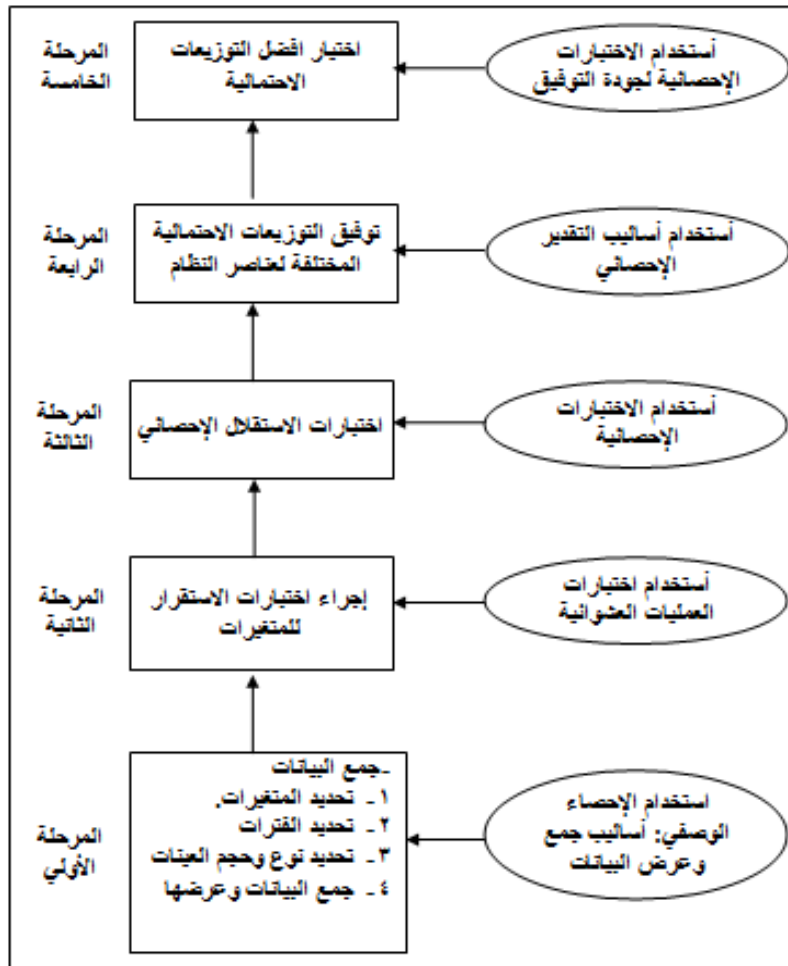 المرحلة
الخامسة
اختيار افضل التوزيعات
الاحتمالية
أستخدام الاختبارات
الإحصائية لجودة التوفيق
المرحلة
الرابعة
توفيق التوزيعات الاحتمالية
المختلفة لعناصر النظام
أستخدام أساليب التقدير
الإحصائي
المرحلة
الثالثة
اختبارات الاستقلال الإحصائي
أستخدام الاختبارات
الإحصائية
المرحلة
الثانية
إجراء اختبارات الاستقرار
للمتغيرات
أستخدام اختبارات
العمليات العشوائية
المرحلة
الأولي
-جمع البيانات
١- تحديد المتغيرات.
٢- تحديد الفترات
٣- تحديد نوع وحجم العينات
٤- جمع البيانات وعرضها
استخدام الإحصاء
الوصفي: أساليب جمع
وعرض البيانات